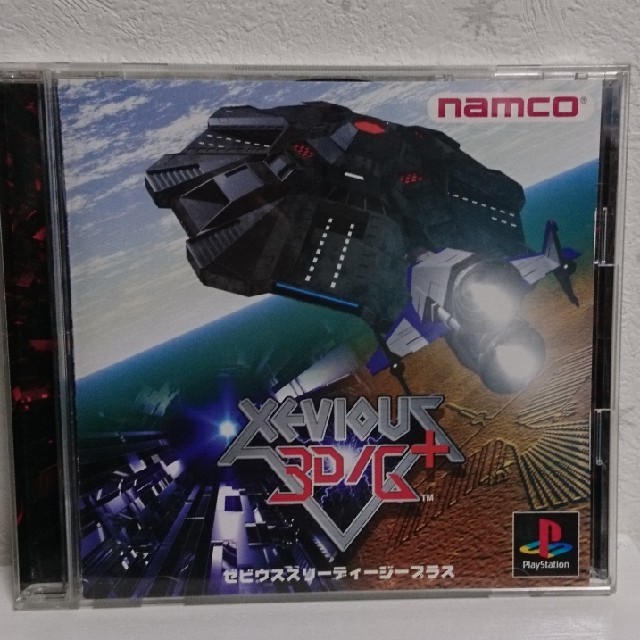 namco®
XEVIOUS
3D/G+™
ゼビウススリーディージープラス
PlayStation